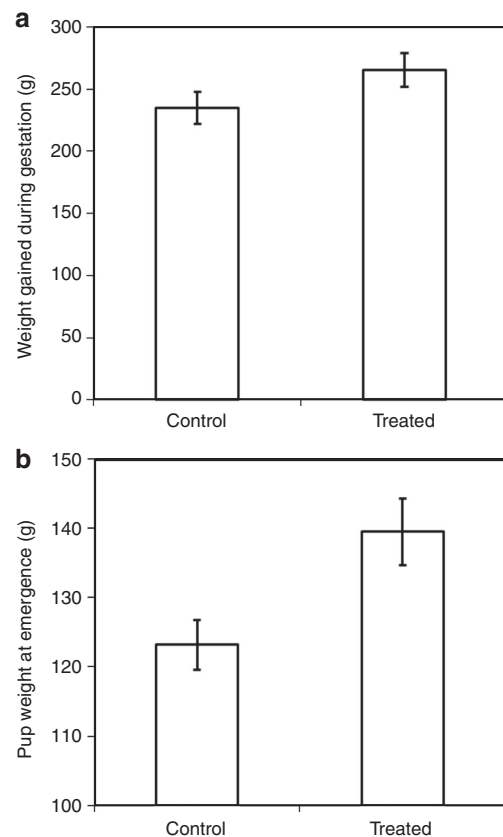 a
Weight gained during gestation (g)
300
250
200
150
100
50
0
Control Treated
b
Pup weight at emergence (g)
150
140
130
120
110
100
Control Treated